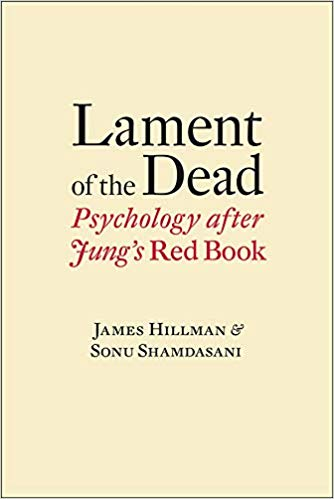 Lament
of the Dead
Psychology after
Jung's Red Book
JAMES HILLMAN &
SONU SHAMDASANI